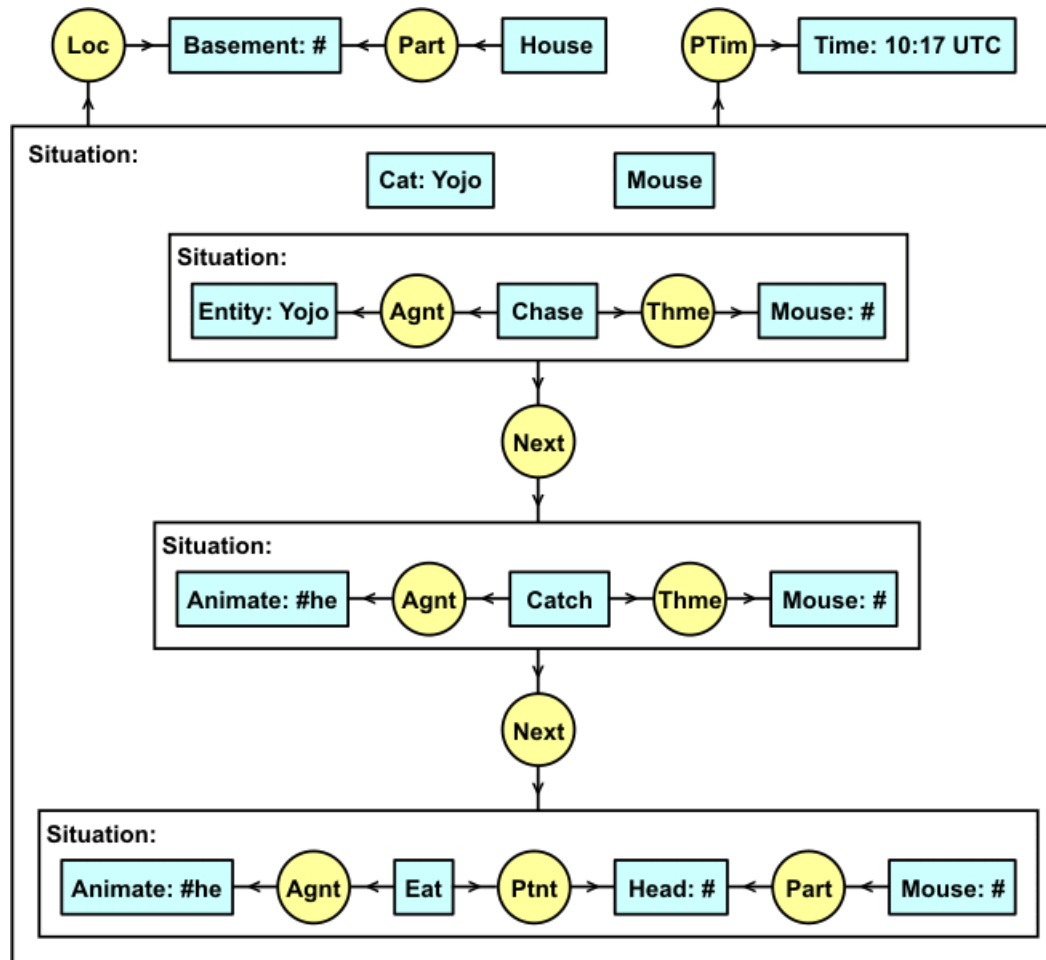 Loc Basement: # Part House PTim Time: 10:17 UTC
Situation:
Cat: Yojo Mouse
Situation:
Entity: Yojo Agnt Chase Thme Mouse: #
Next
Situation:
Animate: #he Agnt Catch Thme Mouse: #
Next
Situation:
Animate: #he Agnt Eat Ptnt Head: # Part Mouse: #